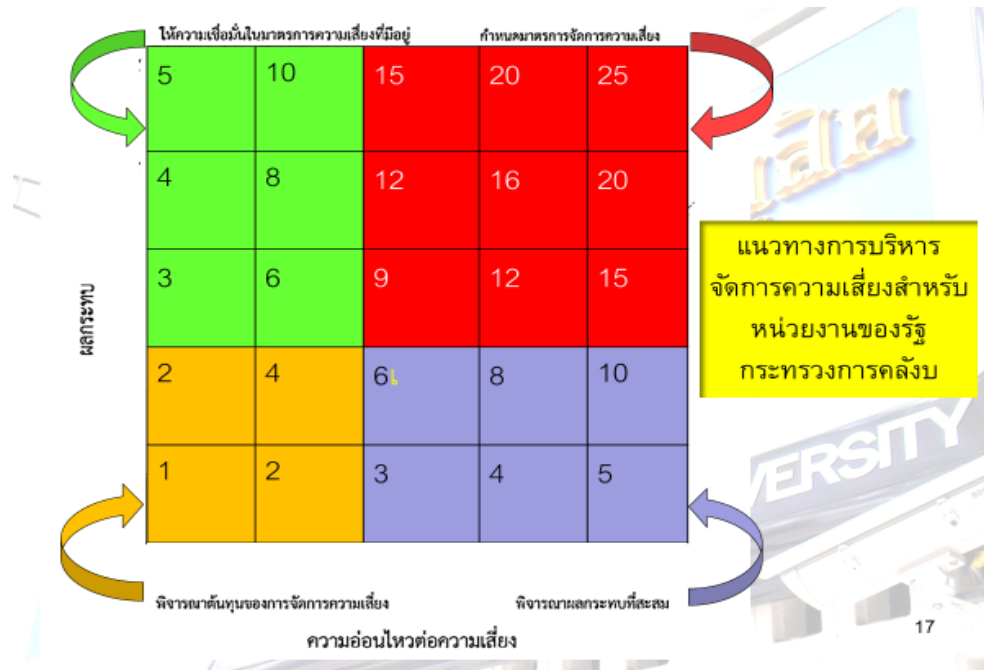 ให้ความเชื่อมั่นในมาตรการความเสี่ยงที่มีอยู่ กำหนดมาตรการจัดการความเสี่ยง
5 10 15 20 25
4 8 12 16 20
3 6 9 12 15
2 4 6เ 8 10
1 2 3 4 5
ผลกระทบ
แนวทางการบริหาร
จัดการความเสี่ยงสำหรับ
หน่วยงานของรัฐ
กระทรวงการคลังบ
พิจารณาต้นทุนของการจัดการความเสี่ยง พิจารณาผลกระทบที่สะสม
ความอ่อนไหวต่อความเสี่ยง
17
VERSITY